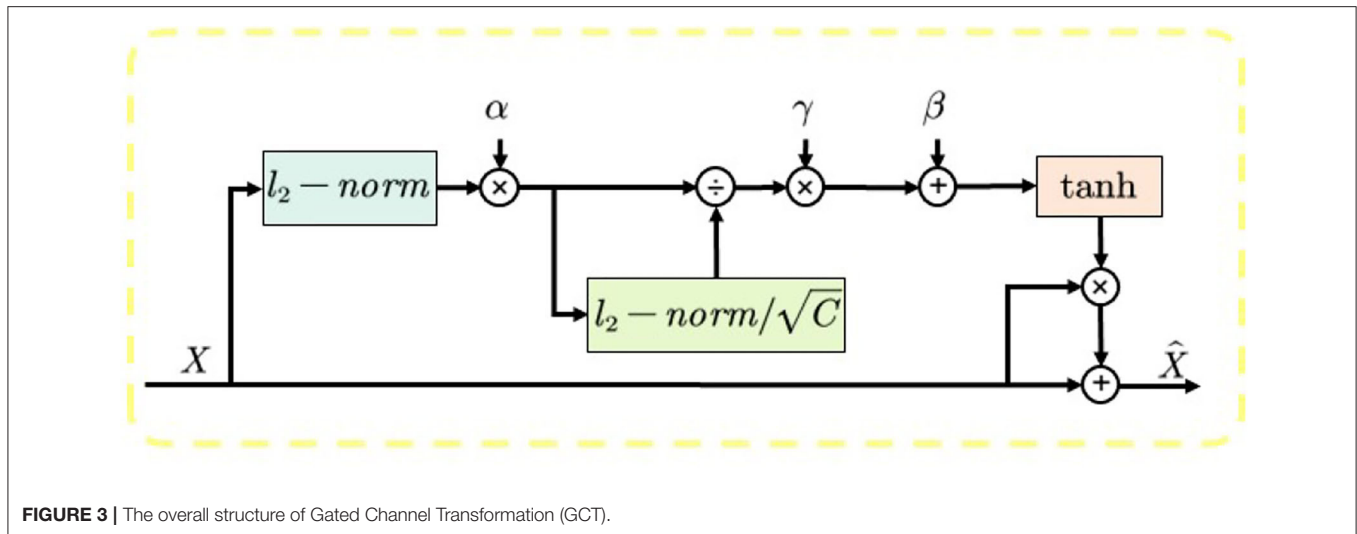 α γ β
× ÷ × +
l₂ − norm
tanh
×
l₂ − norm/√C
X
X̂
+
FIGURE 3 | The overall structure of Gated Channel Transformation (GCT).